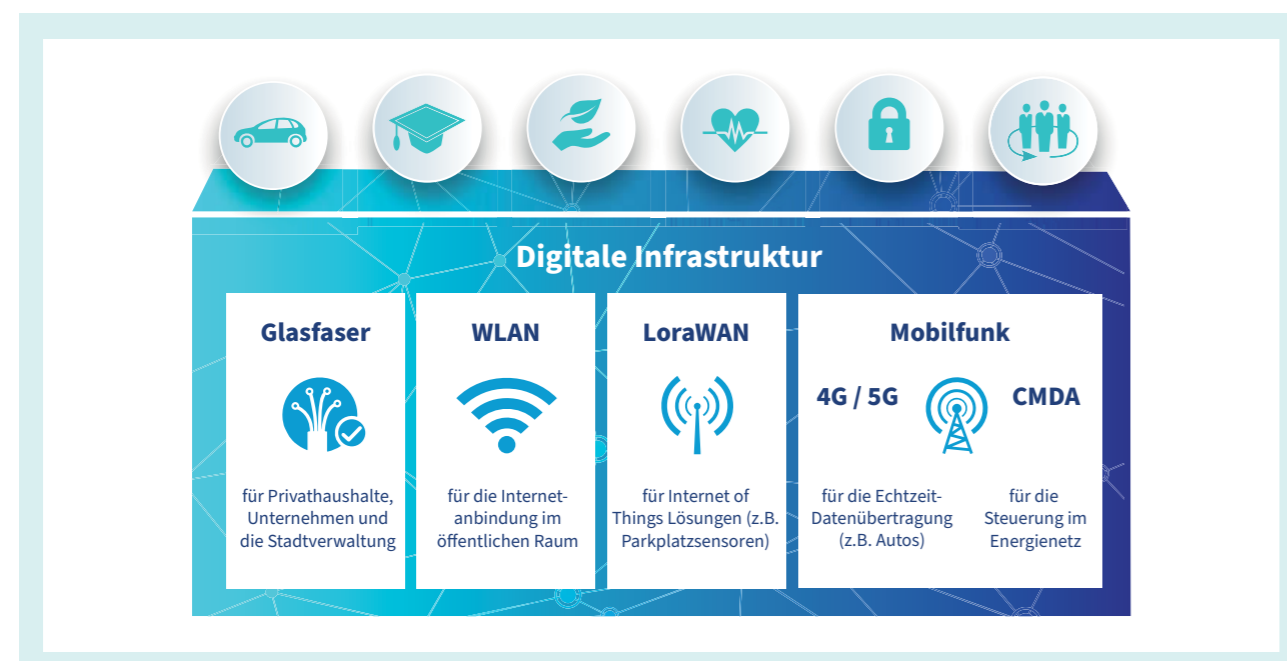 Digitale Infrastruktur
Glasfaser
für Privathaushalte,
Unternehmen und
die Stadtverwaltung
WLAN
für die Internet-
anbindung im
öffentlichen Raum
LoraWAN
für Internet of
Things Lösungen (z.B.
Parkplatzsensoren)
Mobilfunk
4G / 5G
für die Echtzeit-
Datenübertragung
(z.B. Autos)
CMDA
für die
Steuerung im
Energienetz